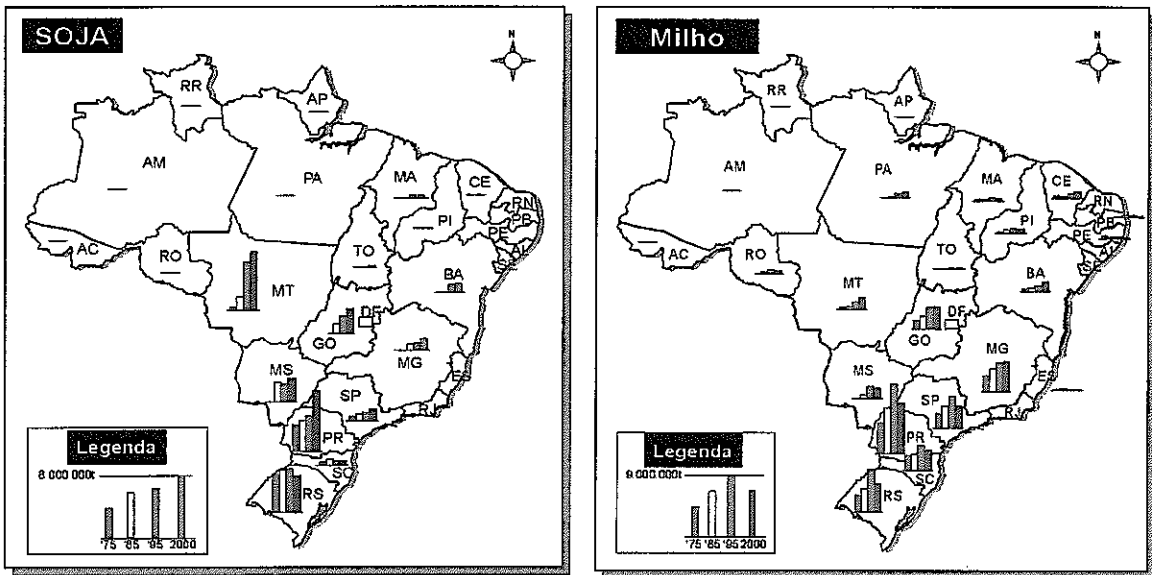 SOJA
N
RR
AP
AM
PA
MA
CE
RN
PB
PI
PE
AL
SE
AC
RO
TO
BA
MT
DF
GO
MG
MS
ES
SP
RJ
PR
SC
RS
Legenda
8.000.000t
'75 '85 '95 2000
Milho
N
RR
AP
AM
PA
MA
CE
RN
PB
PI
PE
AL
SE
AC
RO
TO
BA
MT
DF
GO
MG
MS
ES
SP
RJ
PR
SC
RS
Legenda
9.000.000t
'75 '85 '95 2000